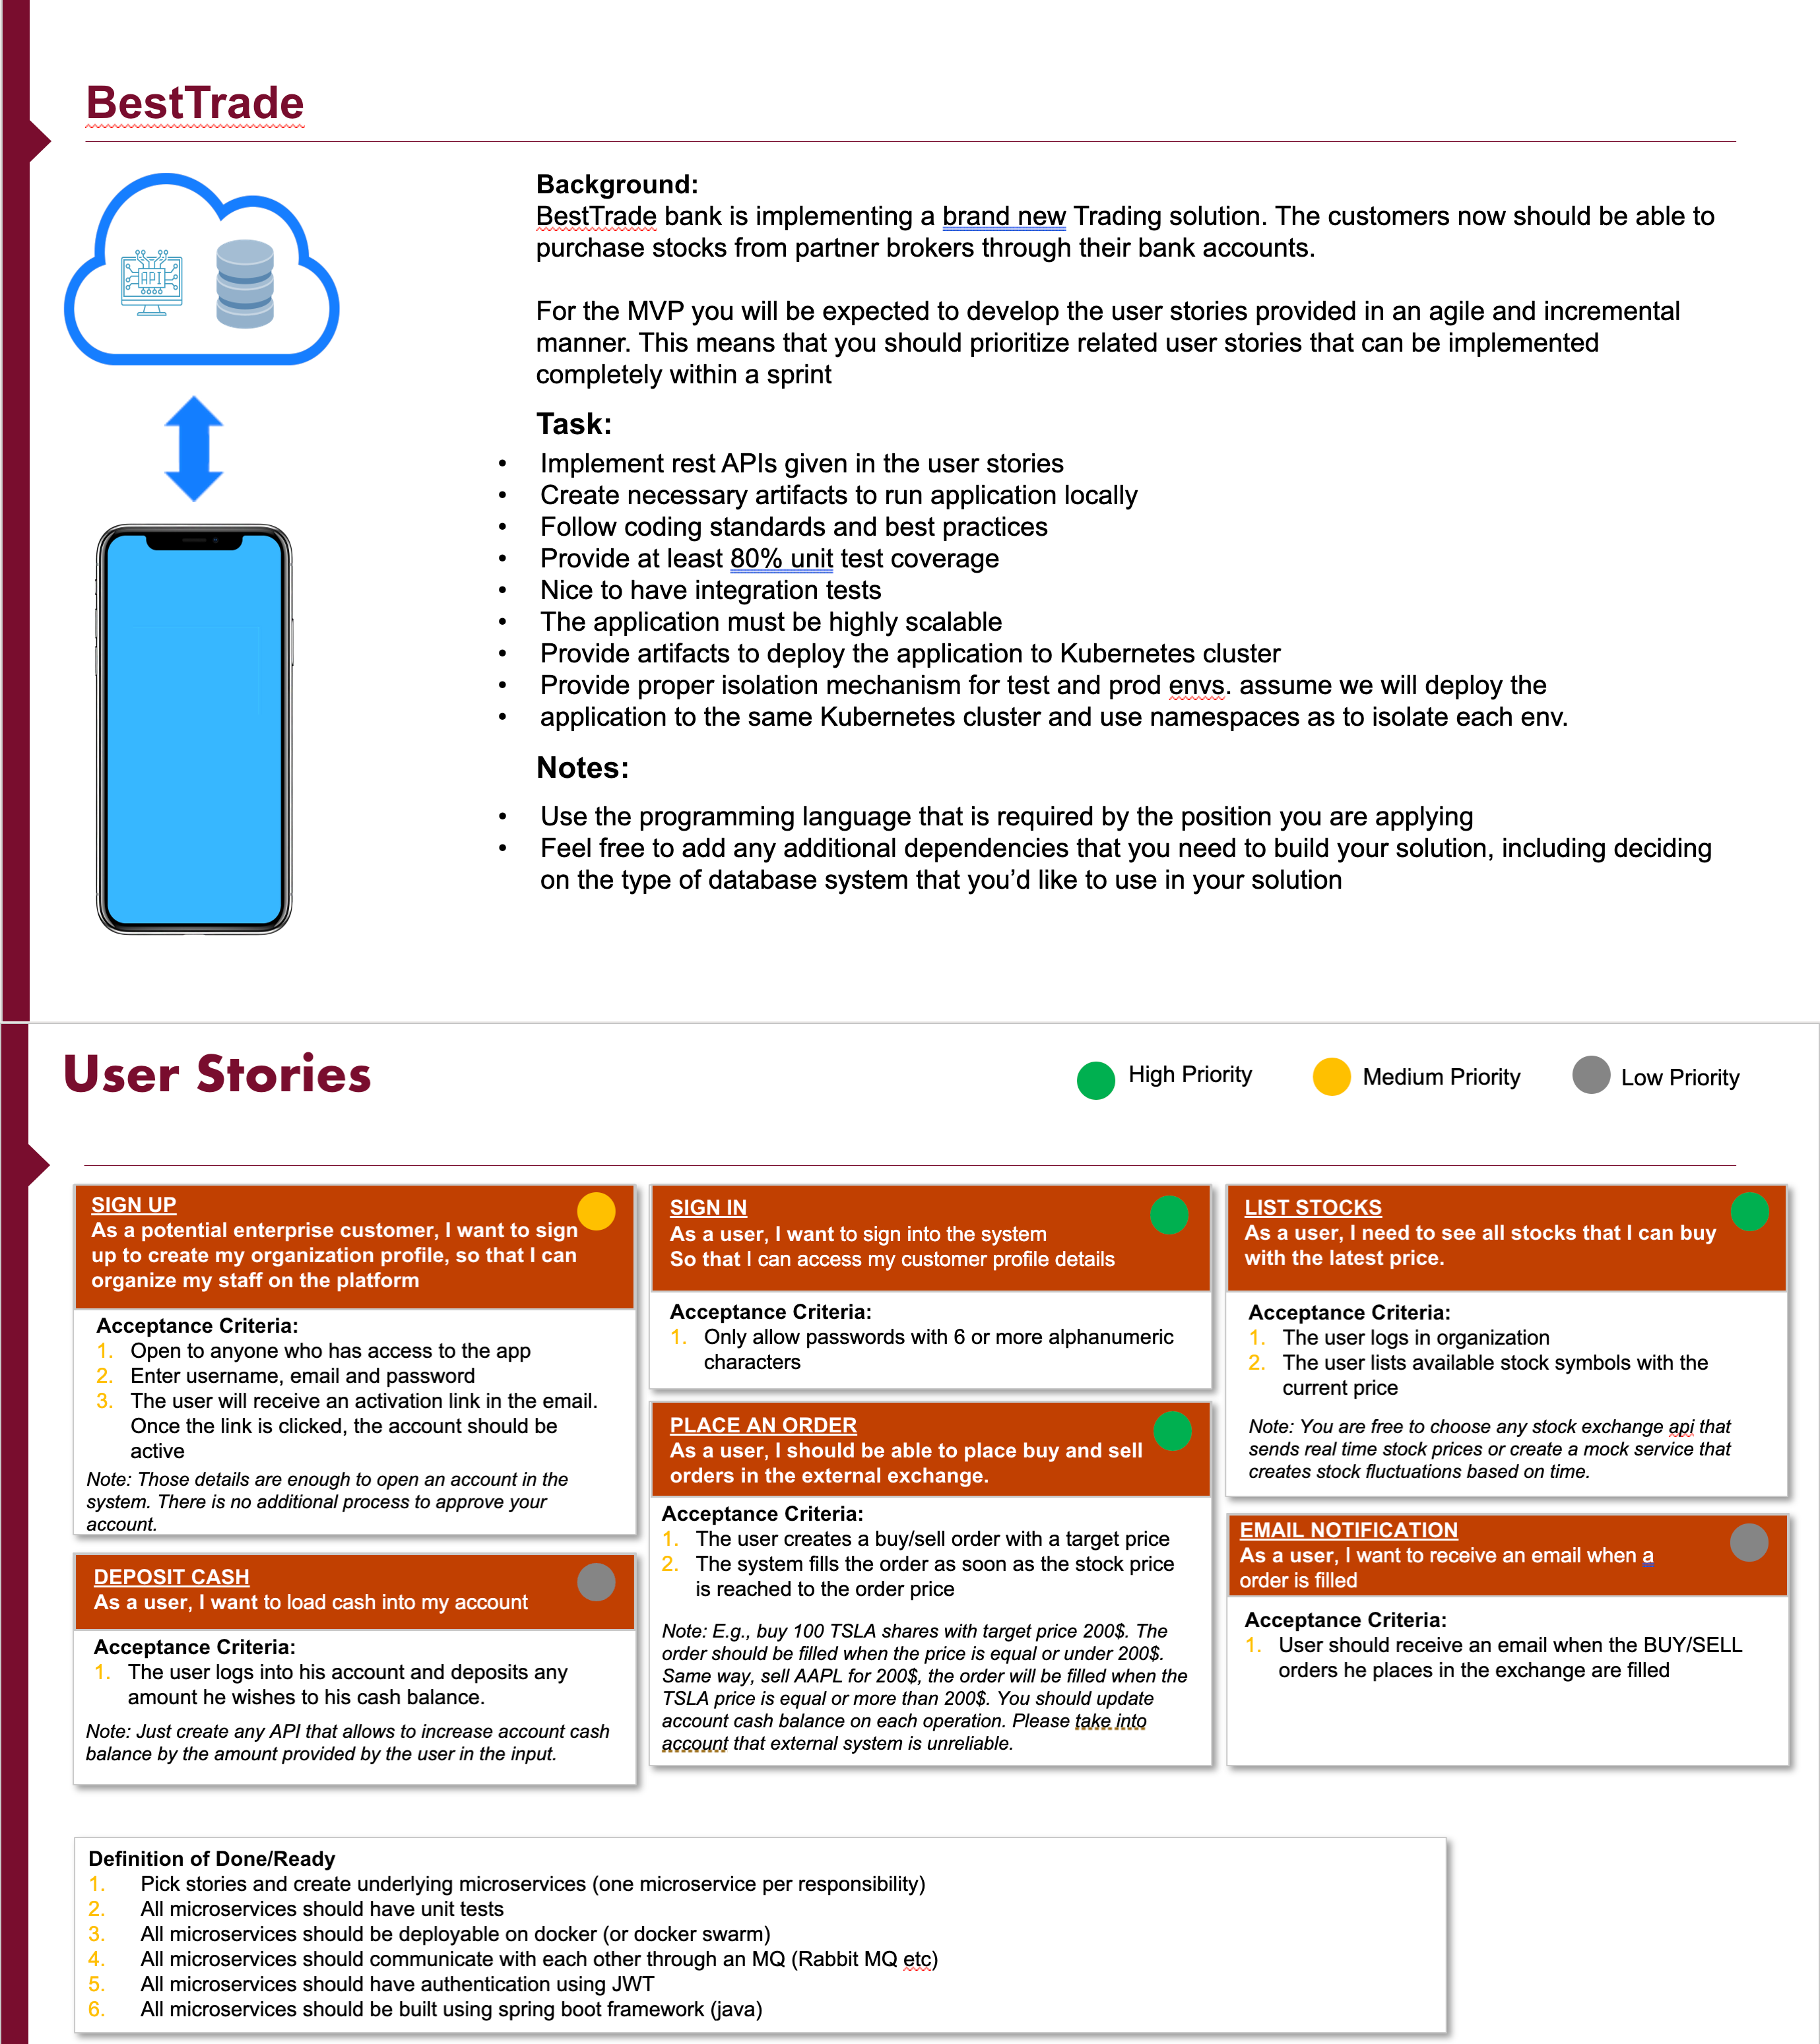 BestTrade
API
Background:
BestTrade bank is implementing a brand new Trading solution. The customers now should be able to
purchase stocks from partner brokers through their bank accounts.
For the MVP you will be expected to develop the user stories provided in an agile and incremental
manner. This means that you should prioritize related user stories that can be implemented
completely within a sprint
Task:
• Implement rest APIs given in the user stories
• Create necessary artifacts to run application locally
• Follow coding standards and best practices
• Provide at least 80% unit test coverage
• Nice to have integration tests
• The application must be highly scalable
• Provide artifacts to deploy the application to Kubernetes cluster
• Provide proper isolation mechanism for test and prod envs. assume we will deploy the
• application to the same Kubernetes cluster and use namespaces as to isolate each env.
Notes:
• Use the programming language that is required by the position you are applying
• Feel free to add any additional dependencies that you need to build your solution, including deciding
on the type of database system that you’d like to use in your solution
User Stories
High Priority
Medium Priority
Low Priority
SIGN UP
As a potential enterprise customer, I want to sign
up to create my organization profile, so that I can
organize my staff on the platform
Acceptance Criteria:
1. Open to anyone who has access to the app
2. Enter username, email and password
3. The user will receive an activation link in the email.
Once the link is clicked, the account should be
active
Note: Those details are enough to open an account in the
system. There is no additional process to approve your
account.
DEPOSIT CASH
As a user, I want to load cash into my account
Acceptance Criteria:
1. The user logs into his account and deposits any
amount he wishes to his cash balance.
Note: Just create any API that allows to increase account cash
balance by the amount provided by the user in the input.
SIGN IN
As a user, I want to sign into the system
So that I can access my customer profile details
Acceptance Criteria:
1. Only allow passwords with 6 or more alphanumeric
characters
PLACE AN ORDER
As a user, I should be able to place buy and sell
orders in the external exchange.
Acceptance Criteria:
1. The user creates a buy/sell order with a target price
2. The system fills the order as soon as the stock price
is reached to the order price
Note: E.g., buy 100 TSLA shares with target price 200$. The
order should be filled when the price is equal or under 200$.
Same way, sell AAPL for 200$, the order will be filled when the
TSLA price is equal or more than 200$. You should update
account cash balance on each operation. Please take into
account that external system is unreliable.
LIST STOCKS
As a user, I need to see all stocks that I can buy
with the latest price.
Acceptance Criteria:
1. The user logs in organization
2. The user lists available stock symbols with the
current price
Note: You are free to choose any stock exchange api that
sends real time stock prices or create a mock service that
creates stock fluctuations based on time.
EMAIL NOTIFICATION
As a user, I want to receive an email when a
order is filled
Acceptance Criteria:
1. User should receive an email when the BUY/SELL
orders he places in the exchange are filled
Definition of Done/Ready
1. Pick stories and create underlying microservices (one microservice per responsibility)
2. All microservices should have unit tests
3. All microservices should be deployable on docker (or docker swarm)
4. All microservices should communicate with each other through an MQ (Rabbit MQ etc)
5. All microservices should have authentication using JWT
6. All microservices should be built using spring boot framework (java)